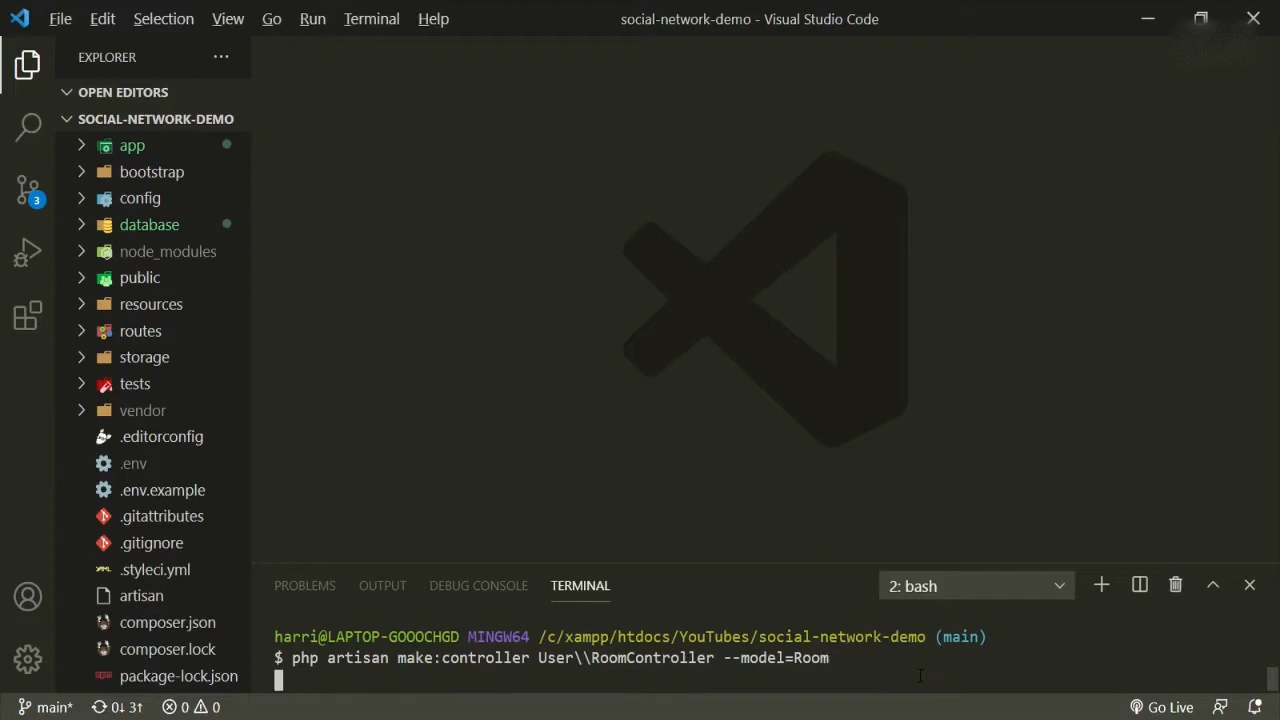 File Edit Selection View Go Run Terminal Help
social-network-demo - Visual Studio Code
EXPLORER
OPEN EDITORS
SOCIAL-NETWORK-DEMO
app
bootstrap
config
3
database
node_modules
public
resources
routes
storage
tests
vendor
.editorconfig
.env
.env.example
.gitattributes
.gitignore
.styleci.yml
artisan
composer.json
composer.lock
package-lock.json
PROBLEMS OUTPUT DEBUG CONSOLE TERMINAL
2: bash
harri@LAPTOP-GOOOCHGD MINGW64 /c/xampp/htdocs/YouTubes/social-network-demo (main)
$ php artisan make:controller User\\RoomController --model=Room
main* 0↓ 3↑ 0 0 Go Live